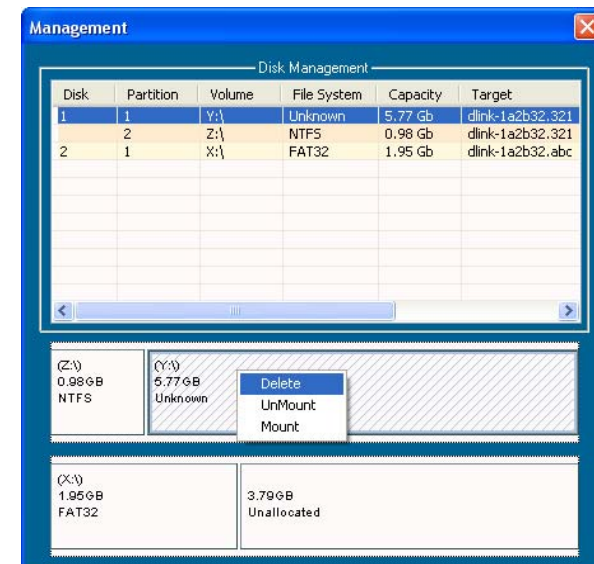 Management
Disk Management
Disk Partition Volume File System Capacity Target
1 1 Y:\ Unknown 5.77 Gb dlink-1a2b32.321
2 Z:\ NTFS 0.98 Gb dlink-1a2b32.321
2 1 X:\ FAT32 1.95 Gb dlink-1a2b32.abc
(Z:\)
0.98GB
NTFS
(Y:\)
5.77GB
Unknown
Delete
UnMount
Mount
(X:\)
1.95GB
FAT32
3.79GB
Unallocated